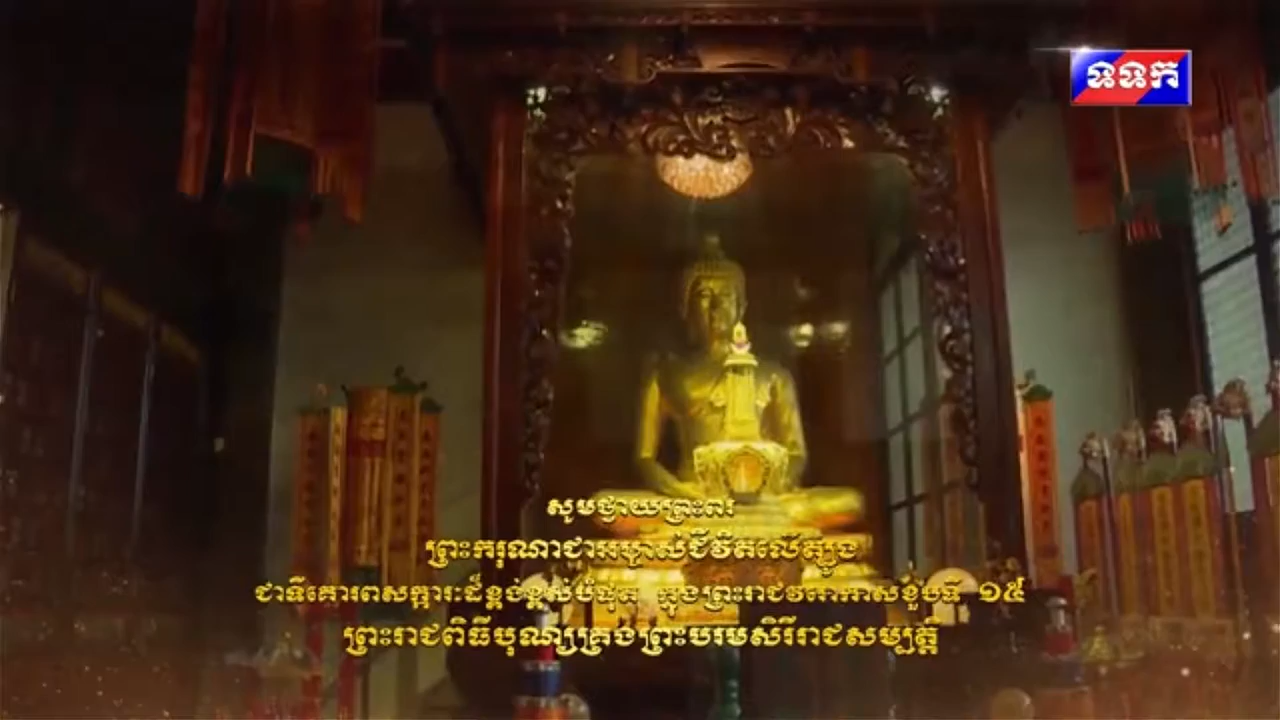 ទទក
សូមថ្វាយព្រះពរ
ព្រះករុណាជាអម្ចាស់ជីវិតលើត្បូង
ជាទីគោរពសក្ការៈដ៏ខ្ពង់ខ្ពស់បំផុត ក្នុងព្រះរាជវរោកាសខួបទី ១៥
ព្រះរាជពិធីបុណ្យគ្រងព្រះបរមសិរីរាជសម្បត្តិ